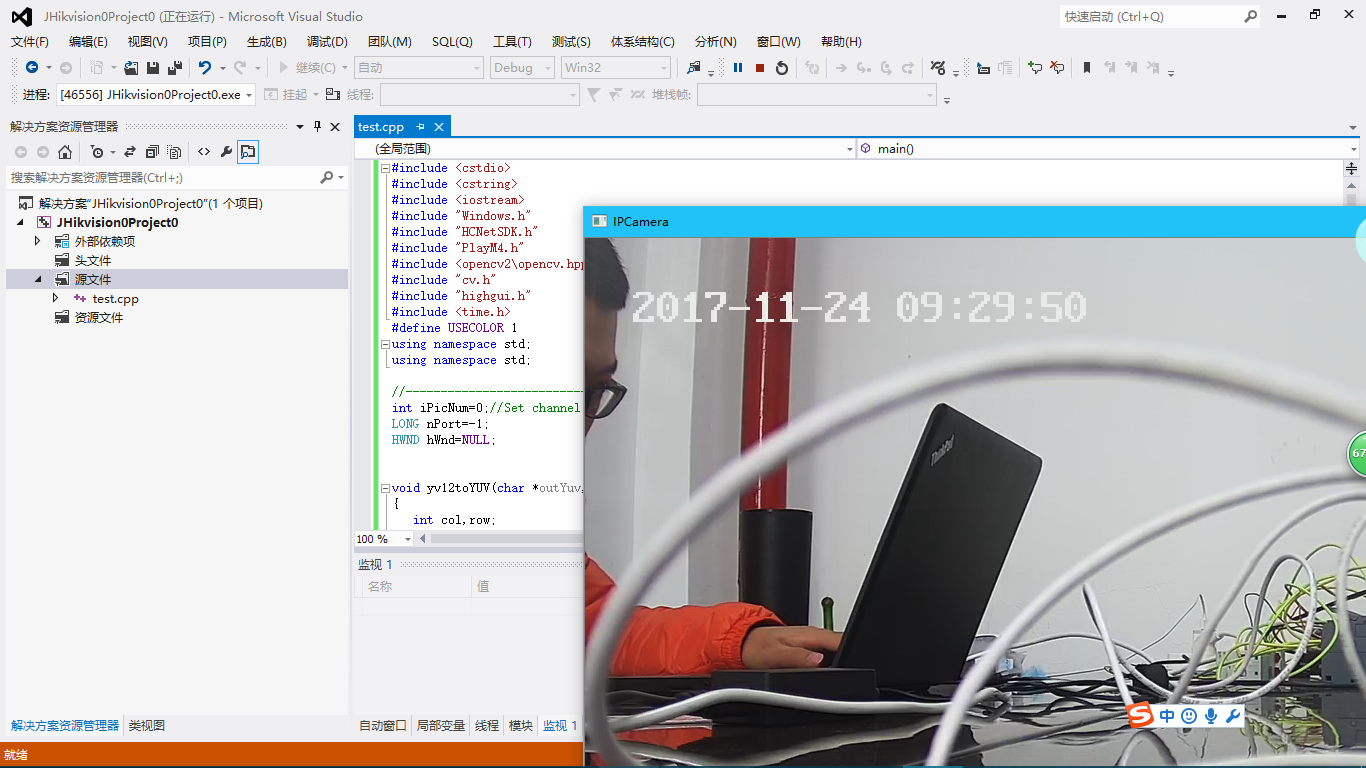 JHikvision0Project0 (正在运行) - Microsoft Visual Studio
快速启动 (Ctrl+Q)
文件(F) 编辑(E) 视图(V) 项目(P) 生成(B) 调试(D) 团队(M) SQL(Q) 工具(T) 测试(S) 体系结构(C) 分析(N) 窗口(W) 帮助(H)
继续(C) 自动 Debug Win32
进程: [46556] JHikvision0Project0.exe 挂起 线程: 堆栈帧:
解决方案资源管理器
搜索解决方案资源管理器(Ctrl+;)
解决方案"JHikvision0Project0"(1 个项目)
JHikvision0Project0
外部依赖项
头文件
源文件
test.cpp
资源文件
解决方案资源管理器 类视图
test.cpp
(全局范围) main()
#include <cstdio>
#include <cstring>
#include <iostream>
#include "Windows.h"
#include "HCNetSDK.h"
#include "PlayM4.h"
#include <opencv2\opencv.hpp
#include "cv.h"
#include "highgui.h"
#include <time.h>
#define USECOLOR 1
using namespace std;
using namespace std;
//--------------------------
int iPicNum=0;//Set channel
LONG nPort=-1;
HWND hWnd=NULL;
void yv12toYUV(char *outYuv,
{
int col,row;
100 %
监视 1
名称 值
自动窗口 局部变量 线程 模块 监视 1
就绪
IPCamera
2017-11-24 09:29:50
ThinkPad
67
中